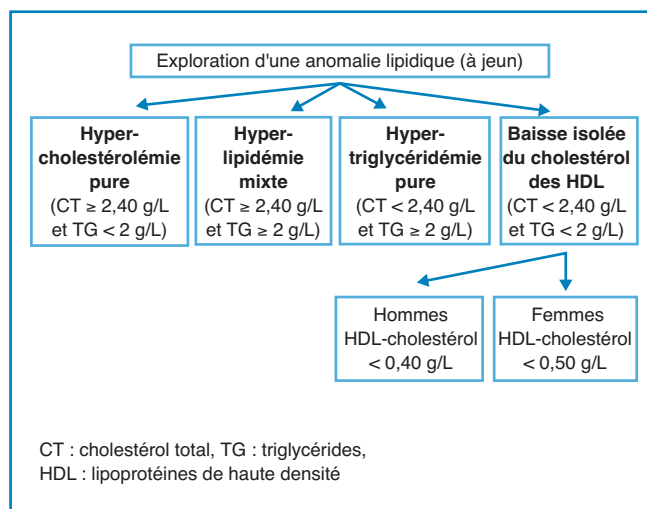 Exploration d'une anomalie lipidique (à jeun)
Hyper-
cholestérolémie
pure
(CT ≥ 2,40 g/L
et TG < 2 g/L)
Hyper-
lipidémie
mixte
(CT ≥ 2,40 g/L
et TG ≥ 2 g/L)
Hyper-
triglycéridémie
pure
(CT < 2,40 g/L
et TG ≥ 2 g/L)
Baisse isolée
du cholestérol
des HDL
(CT < 2,40 g/L
et TG < 2 g/L)
Hommes
HDL-cholestérol
< 0,40 g/L
Femmes
HDL-cholestérol
< 0,50 g/L
CT : cholestérol total, TG : triglycérides,
HDL : lipoprotéines de haute densité